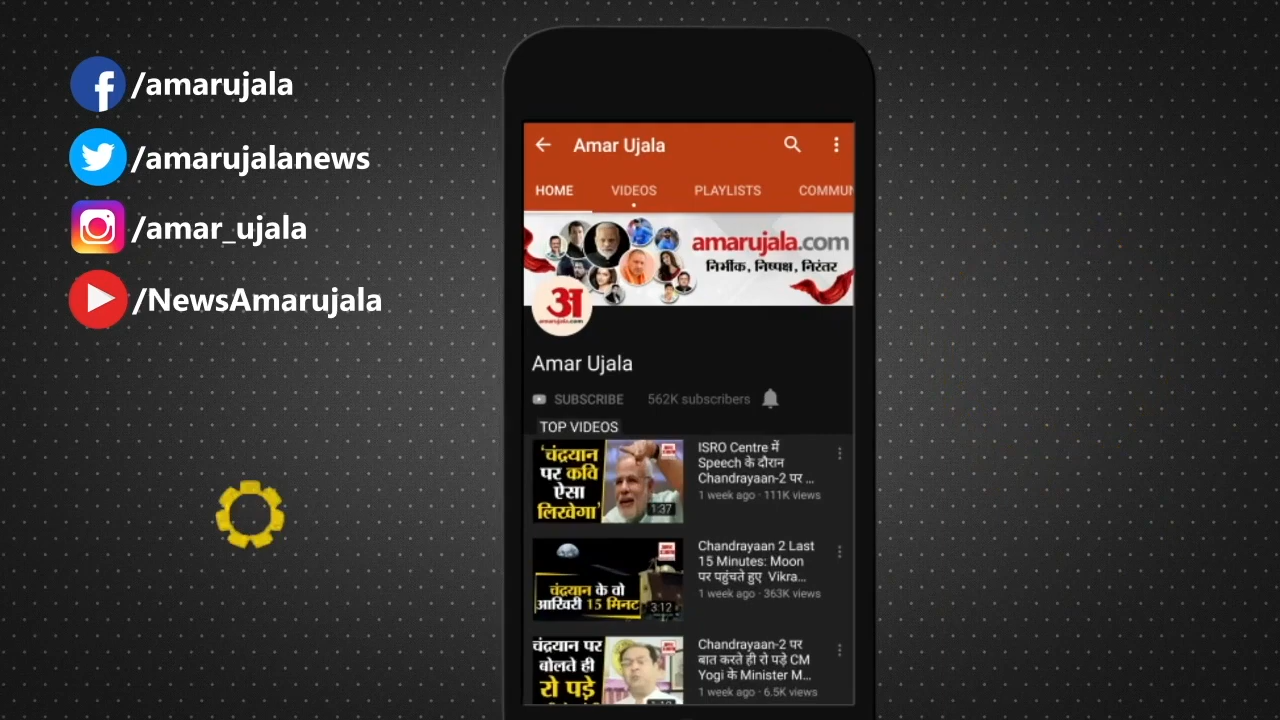 /amarujala
/amarujalanews
/amar_ujala
/NewsAmarujala
Amar Ujala
HOME VIDEOS PLAYLISTS COMMUN
amarujala.com
निर्भीक, निष्पक्ष, निरंतर
अ
amarujala.com
Amar Ujala
SUBSCRIBE 562K subscribers
TOP VIDEOS
'चंद्रयान
पर कवि
ऐसा
लिखेगा'
1:37
ISRO Centre में
Speech के दौरान
Chandrayaan-2 पर ...
1 week ago · 111K views
चंद्रयान के वो
आखिरी 15 मिनट
3:12
Chandrayaan 2 Last
15 Minutes: Moon
पर पहुंचते हुए Vikra...
1 week ago · 363K views
चंद्रयान पर
बोलते ही
रो पड़े
Chandrayaan-2 पर
बात करते ही रो पड़े CM
Yogi के Minister M...
1 week ago · 6.5K views